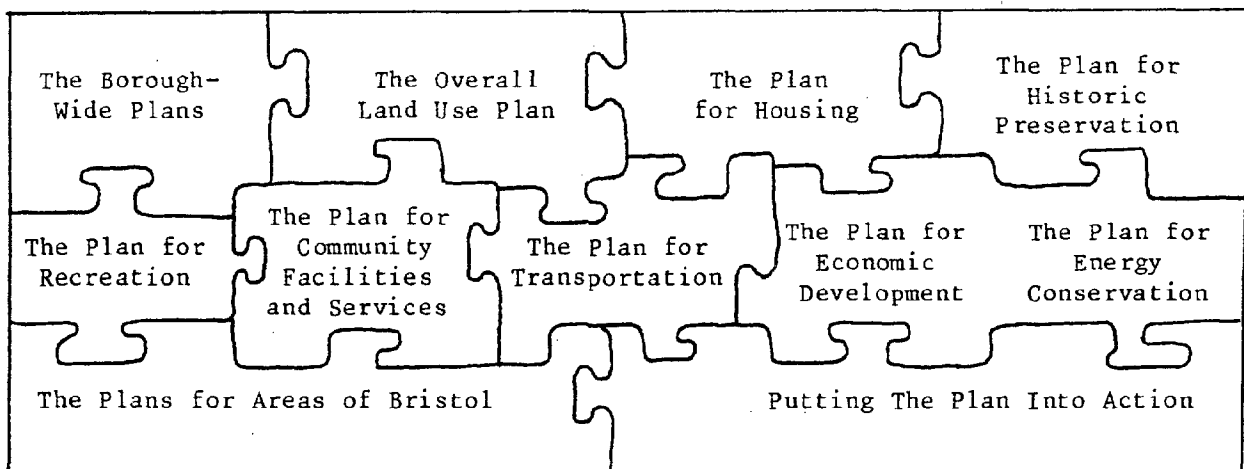 The Borough-
Wide Plans
The Overall
Land Use Plan
The Plan
for Housing
The Plan for
Historic
Preservation
The Plan for
Recreation
The Plan for
Community
Facilities
and Services
The Plan for
Transportation
The Plan for
Economic
Development
The Plan for
Energy
Conservation
The Plans for Areas of Bristol
Putting The Plan Into Action